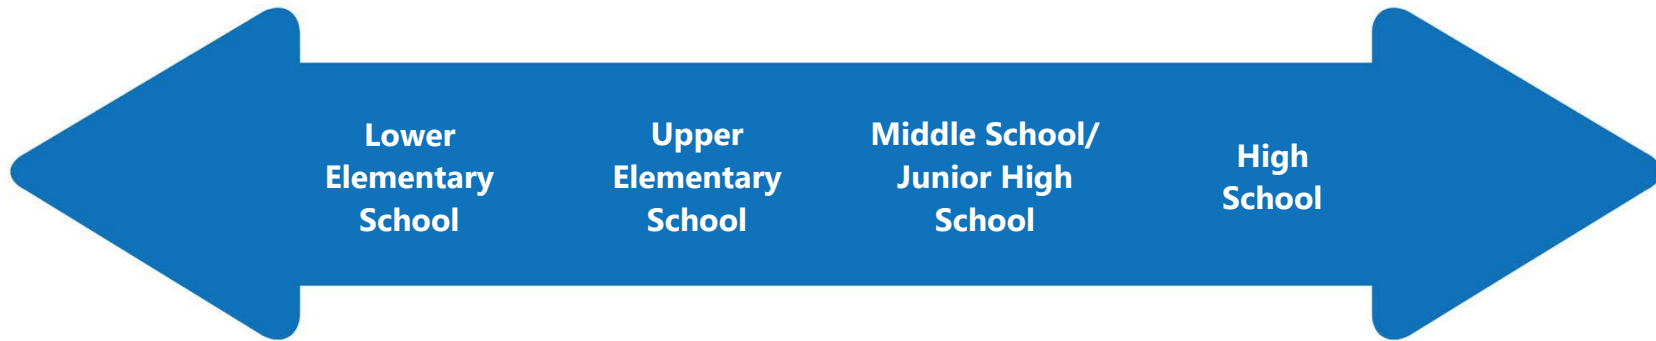 Lower
Elementary
School
Upper
Elementary
School
Middle School/
Junior High
School
High
School